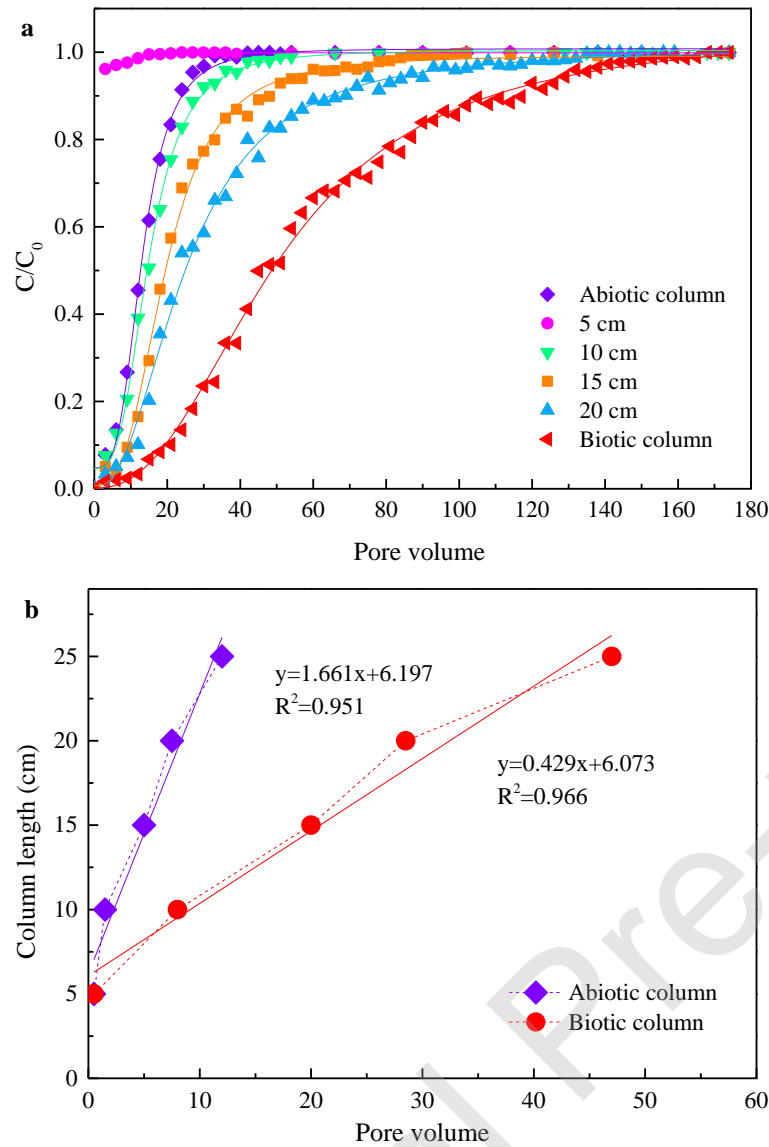 a
1.0
0.8
0.6
0.4
0.2
0.0
C/C₀
Abiotic column
5 cm
10 cm
15 cm
20 cm
Biotic column
0 20 40 60 80 100 120 140 160 180
Pore volume
b
25
20
15
10
5
0
Column length (cm)
y=1.661x+6.197
R²=0.951
y=0.429x+6.073
R²=0.966
Abiotic column
Biotic column
0 10 20 30 40 50 60
Pore volume
l Pre-